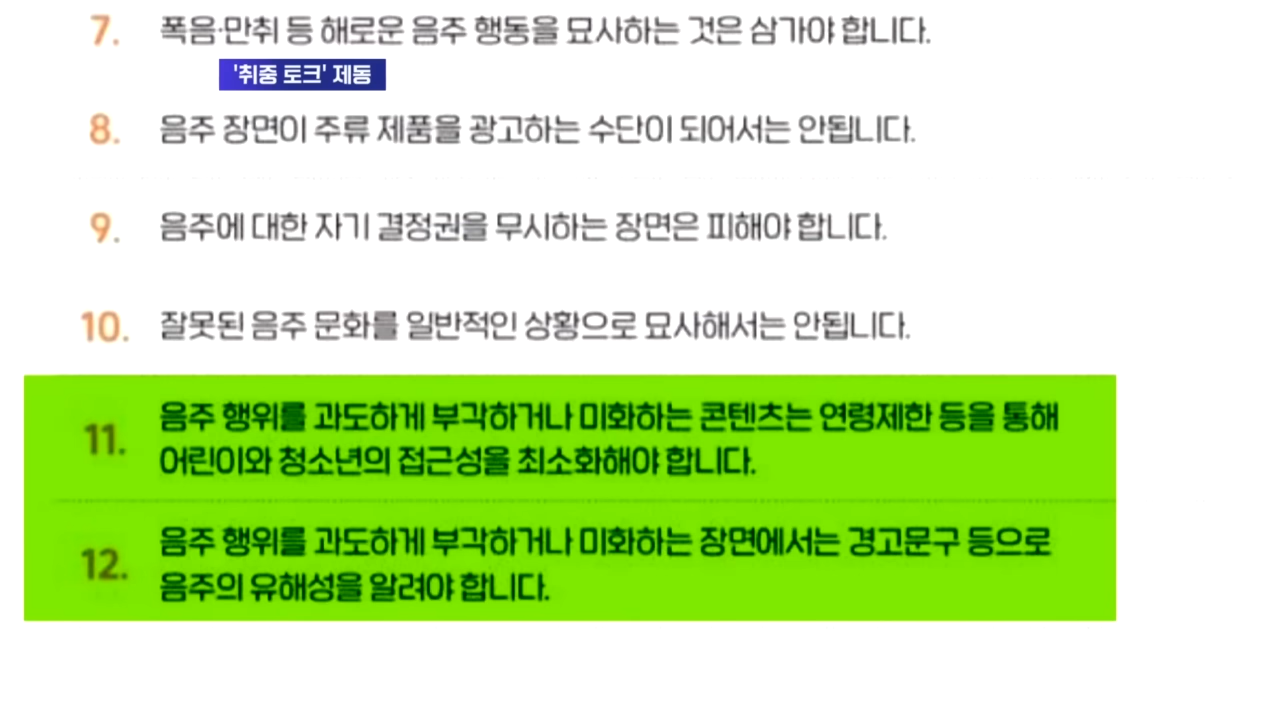 7. 폭음·만취 등 해로운 음주 행동을 묘사하는 것은 삼가야 합니다.
'취중 토크' 제동
8. 음주 장면이 주류 제품을 광고하는 수단이 되어서는 안됩니다.
9. 음주에 대한 자기 결정권을 무시하는 장면은 피해야 합니다.
10. 잘못된 음주 문화를 일반적인 상황으로 묘사해서는 안됩니다.
11. 음주 행위를 과도하게 부각하거나 미화하는 콘텐츠는 연령제한 등을 통해
어린이와 청소년의 접근성을 최소화해야 합니다.
12. 음주 행위를 과도하게 부각하거나 미화하는 장면에서는 경고문구 등으로
음주의 유해성을 알려야 합니다.